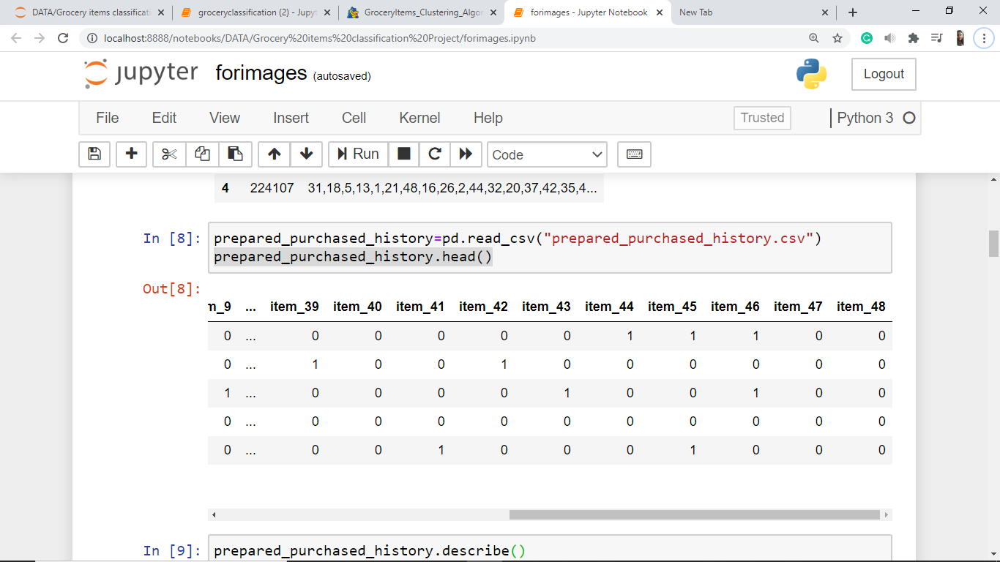 DATA/Grocery items classificati
groceryclassification (2) - Jupyt
GroceryItems_Clustering_Algor
forimages - Jupyter Notebook
New Tab
localhost:8888/notebooks/DATA/Grocery%20items%20classification%20Project/forimages.ipynb
jupyter forimages (autosaved)
Logout
File Edit View Insert Cell Kernel Help
Trusted
Python 3
Run
Code
4 224107 31,18,5,13,1,21,48,16,26,2,44,32,20,37,42,35,4...
In [8]: prepared_purchased_history=pd.read_csv("prepared_purchased_history.csv")
prepared_purchased_history.head()
Out[8]:
m_9 ... item_39 item_40 item_41 item_42 item_43 item_44 item_45 item_46 item_47 item_48
0 ... 0 0 0 0 0 1 1 1 0 0
0 ... 1 0 0 1 0 0 0 0 0 0
1 ... 0 0 0 0 1 0 0 1 0 0
0 ... 0 0 0 0 0 0 0 0 0 0
0 ... 0 0 1 0 0 0 1 0 0 0
In [9]: prepared_purchased_history.describe()